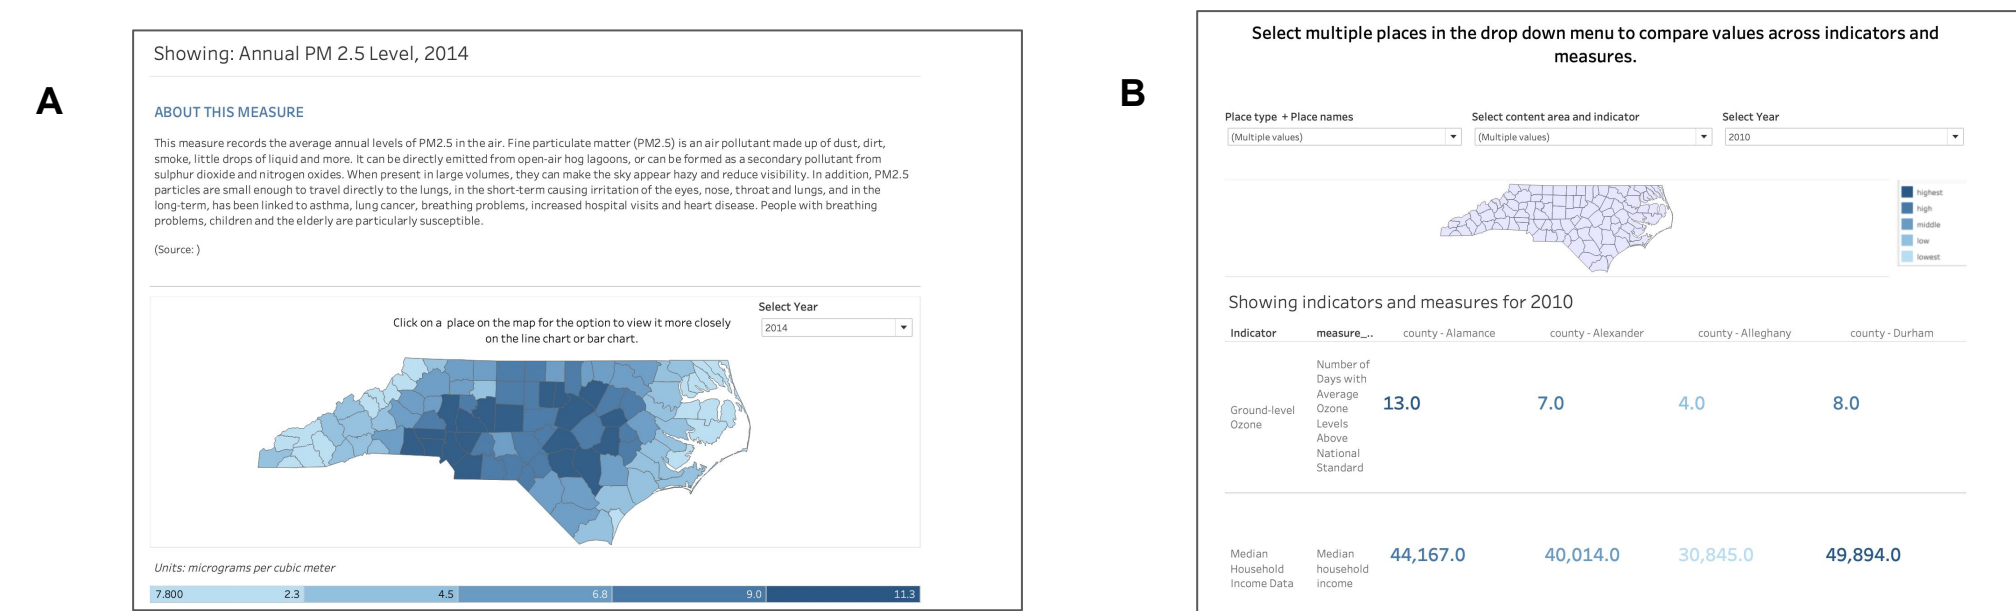 A
Showing: Annual PM 2.5 Level, 2014
ABOUT THIS MEASURE
This measure records the average annual levels of PM2.5 in the air. Fine particulate matter (PM2.5) is an air pollutant made up of dust, dirt,
smoke, little drops of liquid and more. It can be directly emitted from open-air hog lagoons, or can be formed as a secondary pollutant from
sulphur dioxide and nitrogen oxides. When present in large volumes, they can make the sky appear hazy and reduce visibility. In addition, PM2.5
particles are small enough to travel directly to the lungs, in the short-term causing irritation of the eyes, nose, throat and lungs, and in the
long-term, has been linked to asthma, lung cancer, breathing problems, increased hospital visits and heart disease. People with breathing
problems, children and the elderly are particularly susceptible.
(Source: )
Select Year
2014
Click on a place on the map for the option to view it more closely
on the line chart or bar chart.
Units: micrograms per cubic meter
7.800 2.3 4.5 6.8 9.0 11.3
B
Select multiple places in the drop down menu to compare values across indicators and
measures.
Place type + Place names Select content area and indicator Select Year
(Multiple values) (Multiple values) 2010
highest
high
middle
low
lowest
Showing indicators and measures for 2010
Indicator measure_.. county - Alamance county - Alexander county - Alleghany county - Durham
Ground-level
Ozone
Number of
Days with
Average
Ozone
Levels
Above
National
Standard
13.0 7.0 4.0 8.0
Median
Household
Income Data
Median
household
income
44,167.0 40,014.0 30,845.0 49,894.0